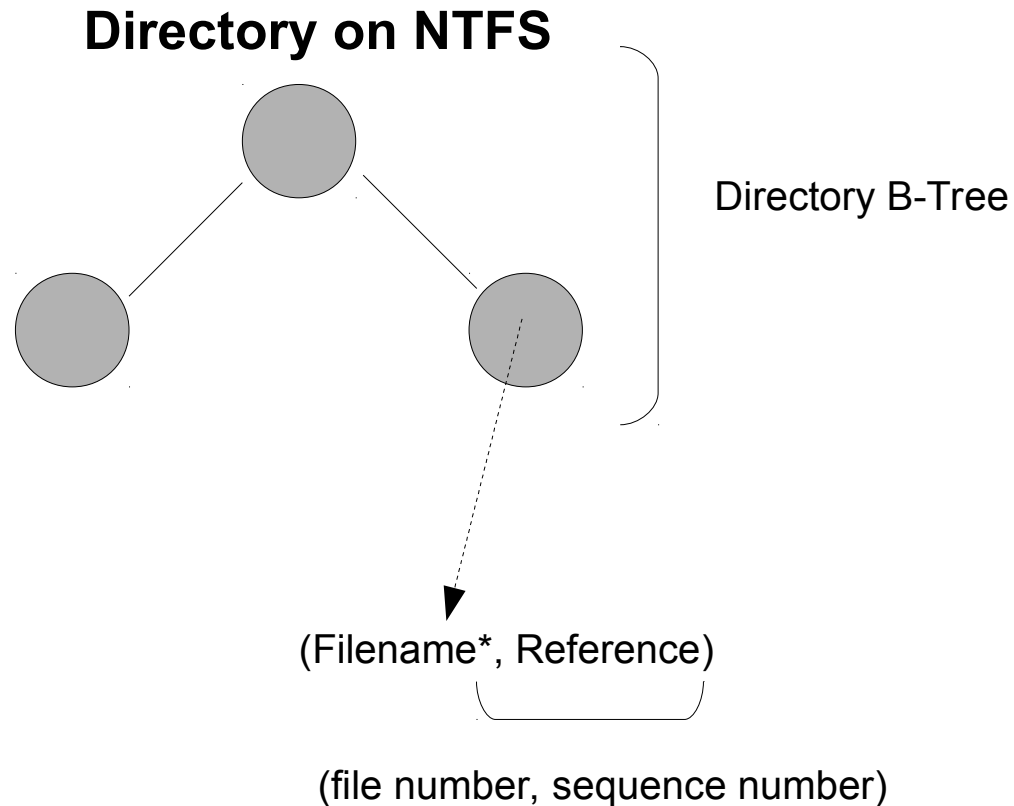 Directory on NTFS
Directory B-Tree
(Filename*, Reference)
(file number, sequence number)